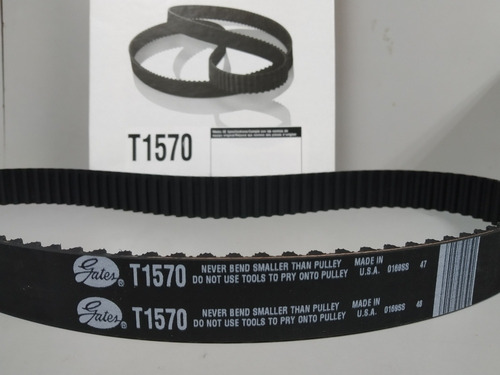 T1570
Gates T1570 NEVER BEND SMALLER THAN PULLEY MADE IN
DO NOT USE TOOLS TO PRY ONTO PULLEY U.S.A. 0168SS 47
Gates T1570 NEVER BEND SMALLER THAN PULLEY MADE IN
DO NOT USE TOOLS TO PRY ONTO PULLEY U.S.A. 0169SS 48